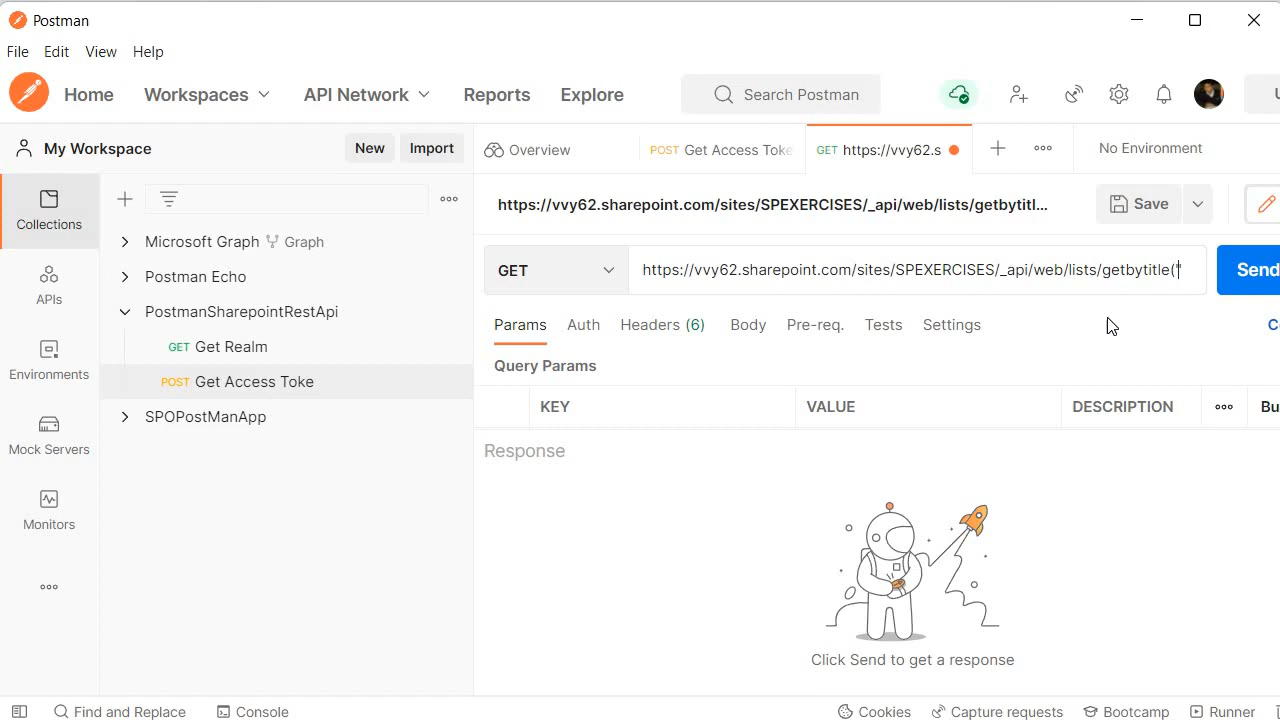 Postman
File Edit View Help
Home Workspaces API Network Reports Explore Search Postman
My Workspace New Import
Overview POST Get Access Toke GET https://vvy62.s No Environment
Collections
APIs
Environments
Mock Servers
Monitors
Microsoft Graph Graph
Postman Echo
PostmanSharepointRestApi
GET Get Realm
POST Get Access Toke
SPOPostManApp
https://vvy62.sharepoint.com/sites/SPEXERCISES/_api/web/lists/getbytitl... Save
GET https://vvy62.sharepoint.com/sites/SPEXERCISES/_api/web/lists/getbytitle(' Send
Params Auth Headers (6) Body Pre-req. Tests Settings
Query Params
KEY VALUE DESCRIPTION Bu
Response
Click Send to get a response
Find and Replace Console Cookies Capture requests Bootcamp Runner